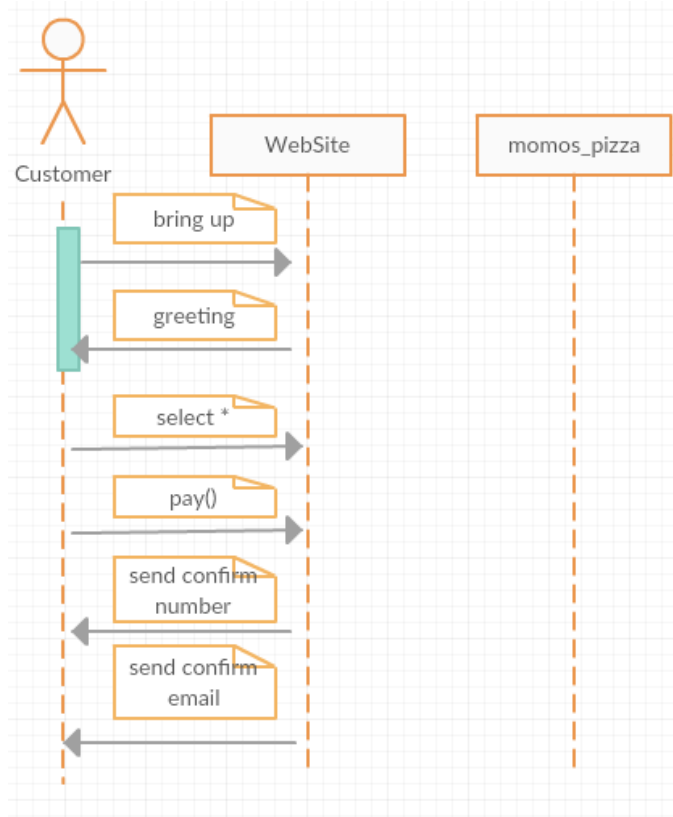 WebSite
momos_pizza
Customer
bring up
greeting
select *
pay()
send confirm
number
send confirm
email